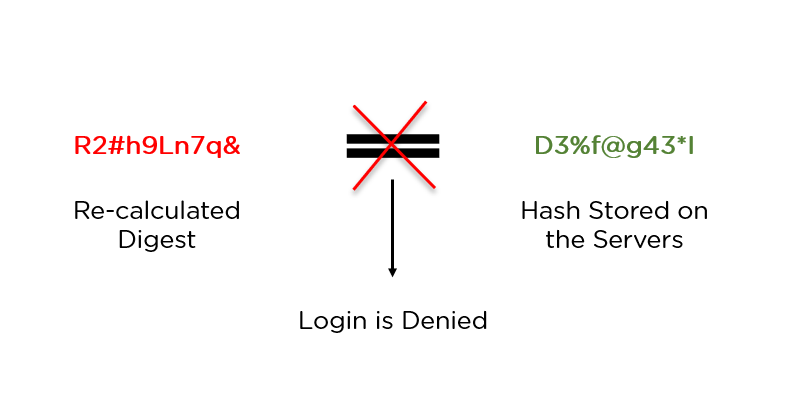 R2#h9Ln7q&
D3%f@g43*I
Re-calculated
Digest
Hash Stored on
the Servers
Login is Denied